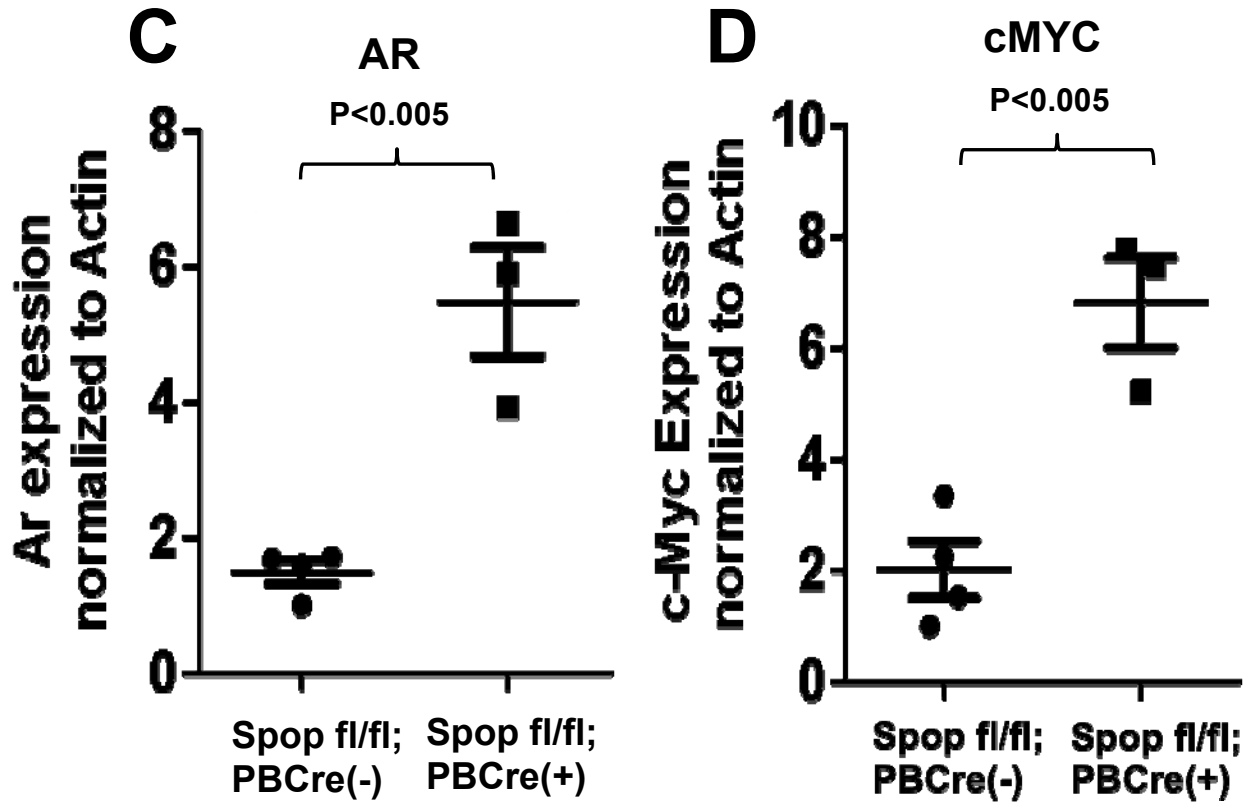 C
AR
P<0.005
Ar expression
normalized to Actin
8
6
4
2
0
Spop fl/fl;
PBCre(-)
Spop fl/fl;
PBCre(+)
D
cMYC
P<0.005
c-Myc Expression
normalized to Actin
10
8
6
4
2
0
Spop fl/fl;
PBCre(-)
Spop fl/fl;
PBCre(+)